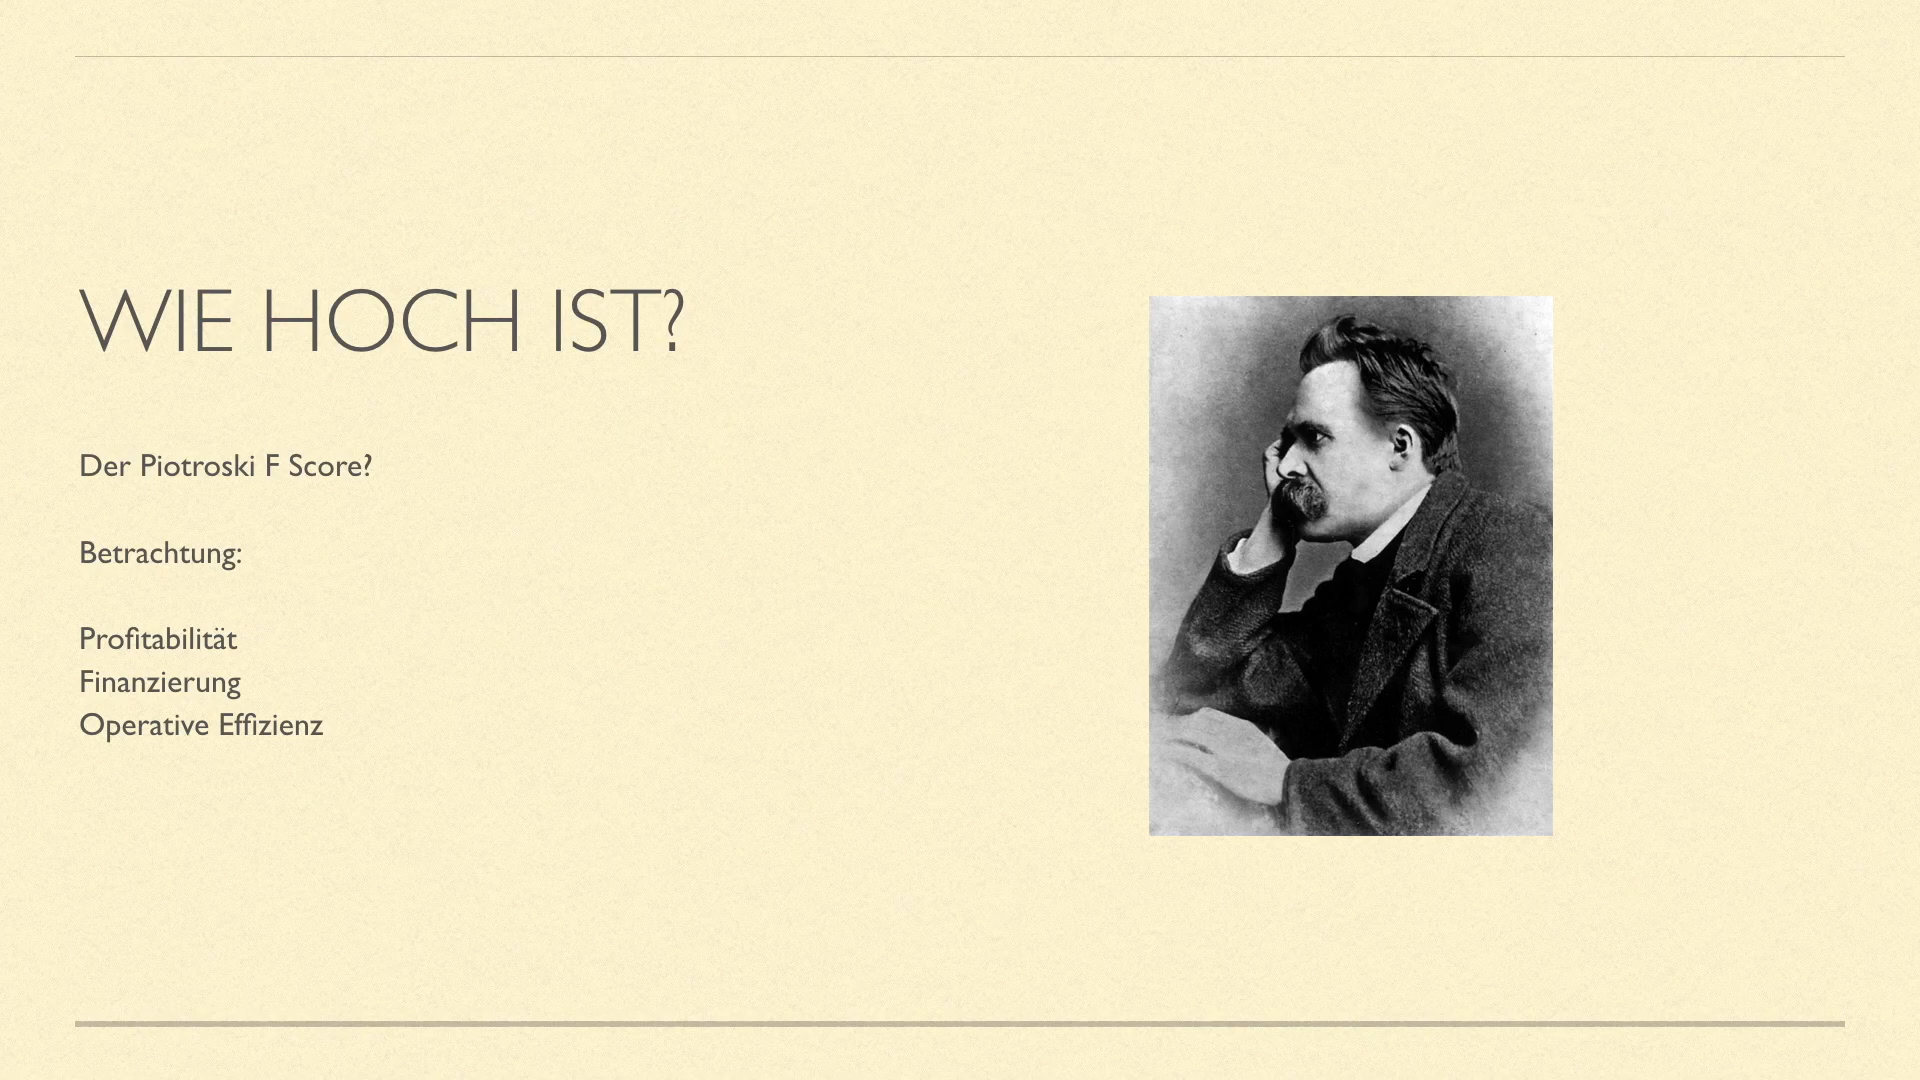 WIE HOCH IST?
Der Piotroski F Score?
Betrachtung:
Profitabilität
Finanzierung
Operative Effizienz